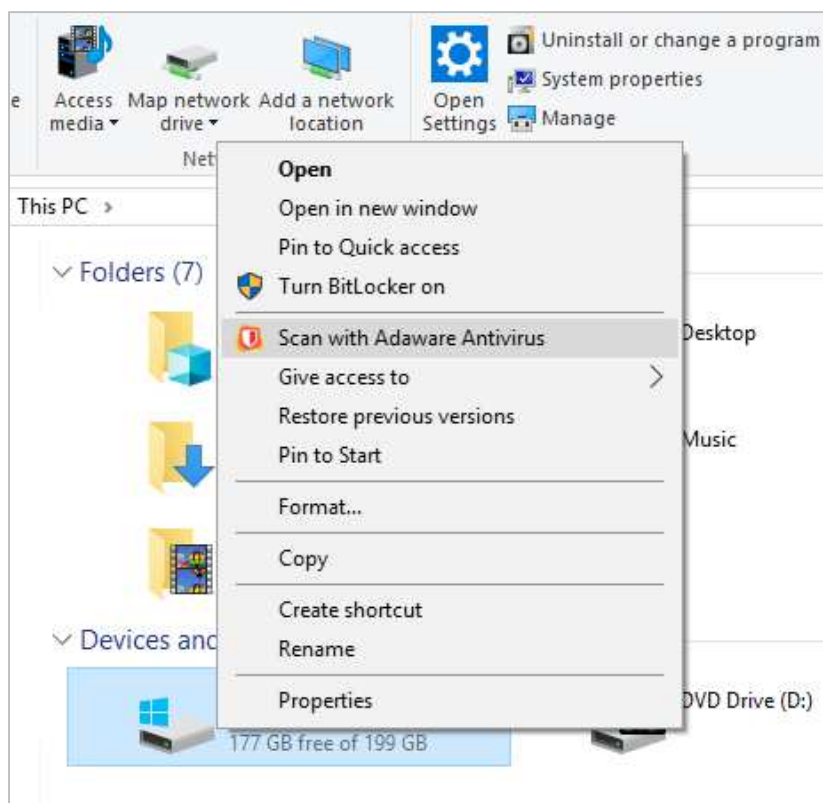 e
Access
media
Map network
drive
Add a network
location
Open
Settings
Uninstall or change a program
System properties
Manage
Net
This PC
Folders (7)
Open
Open in new window
Pin to Quick access
Turn BitLocker on
Scan with Adaware Antivirus
Give access to
Restore previous versions
Pin to Start
Format...
Copy
Create shortcut
Rename
Properties
Desktop
Music
Devices and
177 GB free of 199 GB
DVD Drive (D:)